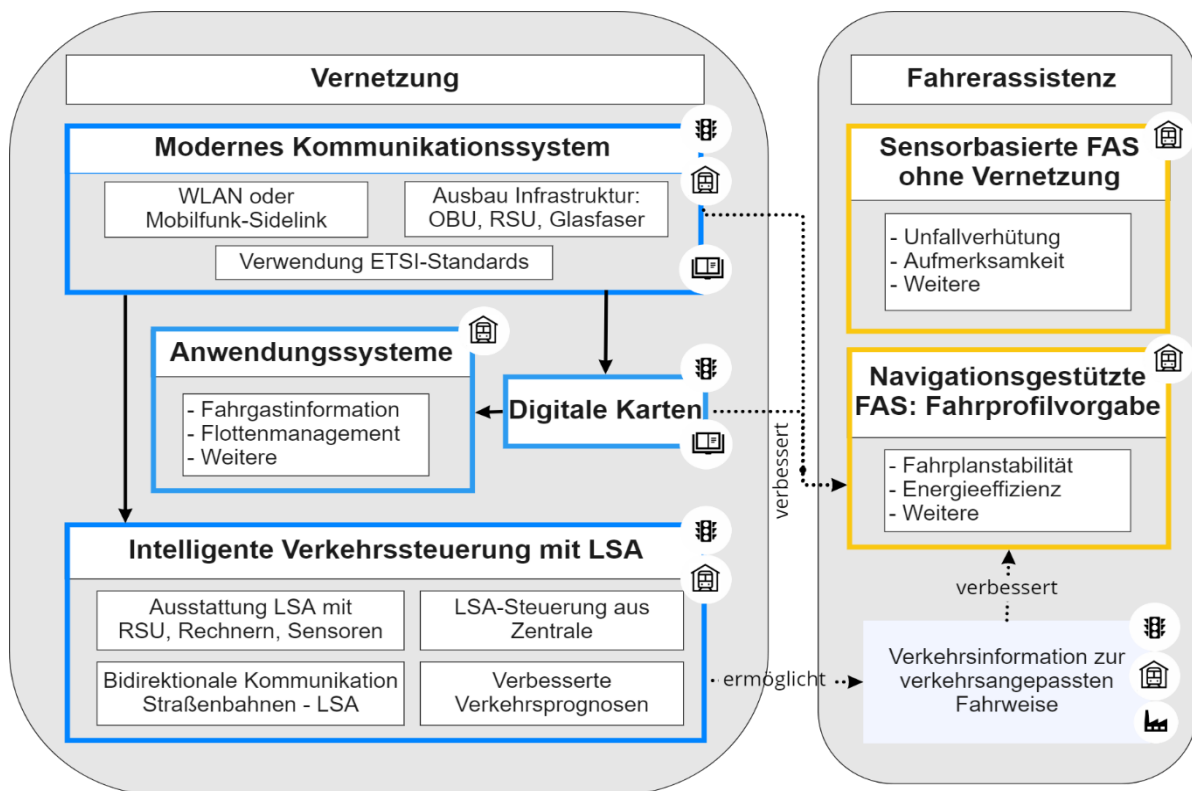 Vernetzung
Modernes Kommunikationssystem
WLAN oder
Mobilfunk-Sidelink
Ausbau Infrastruktur:
OBU, RSU, Glasfaser
Verwendung ETSI-Standards
Anwendungssysteme
- Fahrgastinformation
- Flottenmanagement
- Weitere
Digitale Karten
Intelligente Verkehrssteuerung mit LSA
Ausstattung LSA mit
RSU, Rechnern, Sensoren
LSA-Steuerung aus
Zentrale
Bidirektionale Kommunikation
Straßenbahnen - LSA
Verbesserte
Verkehrsprognosen
verbessert
ermöglicht
Fahrerassistenz
Sensorbasierte FAS
ohne Vernetzung
- Unfallverhütung
- Aufmerksamkeit
- Weitere
Navigationsgestützte
FAS: Fahrprofilvorgabe
- Fahrplanstabilität
- Energieeffizienz
- Weitere
verbessert
Verkehrsinformation zur
verkehrsangepassten
Fahrweise